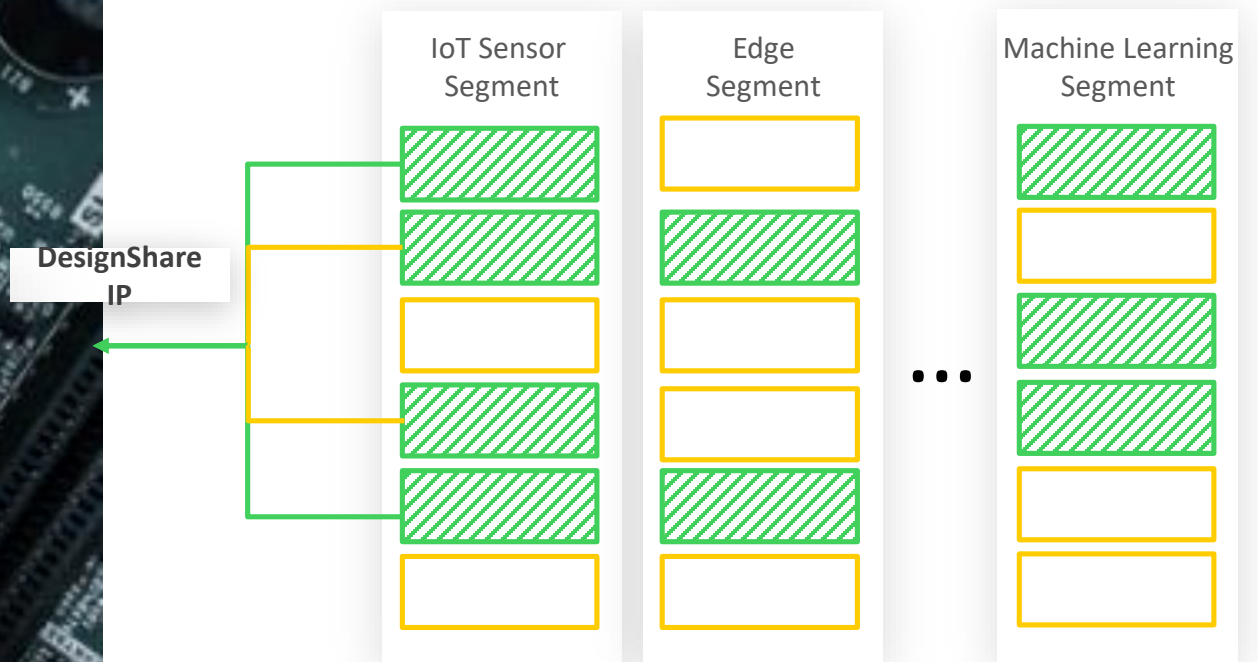 IoT Sensor
Segment
Edge
Segment
Machine Learning
Segment
DesignShare
IP
...